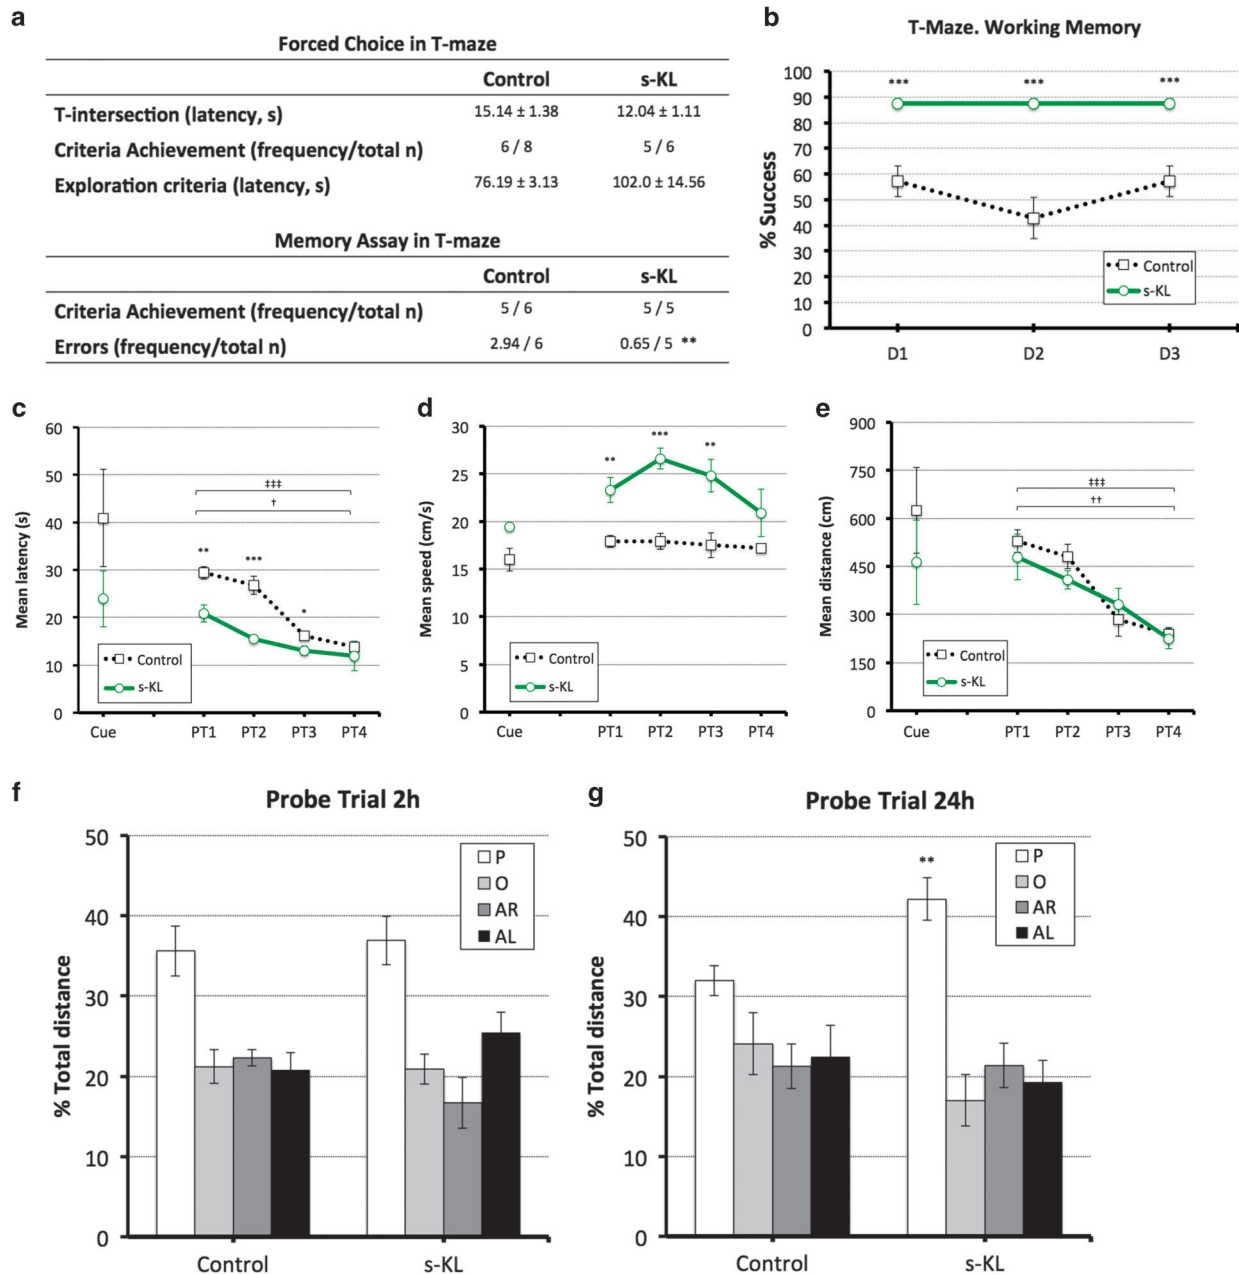 a
Forced Choice in T-maze
Control s-KL
T-intersection (latency, s) 15.14 ± 1.38 12.04 ± 1.11
Criteria Achievement (frequency/total n) 6 / 8 5 / 6
Exploration criteria (latency, s) 76.19 ± 3.13 102.0 ± 14.56
Memory Assay in T-maze
Control s-KL
Criteria Achievement (frequency/total n) 5 / 6 5 / 5
Errors (frequency/total n) 2.94 / 6 0.65 / 5 **
b
T-Maze. Working Memory
% Success
100
90
80
70
60
50
40
30
20
10
0
*** *** ***
Control
s-KL
D1 D2 D3
c
Mean latency (s)
60
50
40
30
20
10
0
‡‡‡
†
** *** *
Control
s-KL
Cue PT1 PT2 PT3 PT4
d
Mean speed (cm/s)
30
25
20
15
10
5
0
** *** **
Control
s-KL
Cue PT1 PT2 PT3 PT4
e
Mean distance (cm)
900
750
600
450
300
150
0
‡‡‡
††
Control
s-KL
Cue PT1 PT2 PT3 PT4
f
Probe Trial 2h
% Total distance
50
40
30
20
10
0
P
O
AR
AL
Control s-KL
g
Probe Trial 24h
% Total distance
50
40
30
20
10
0
**
P
O
AR
AL
Control s-KL